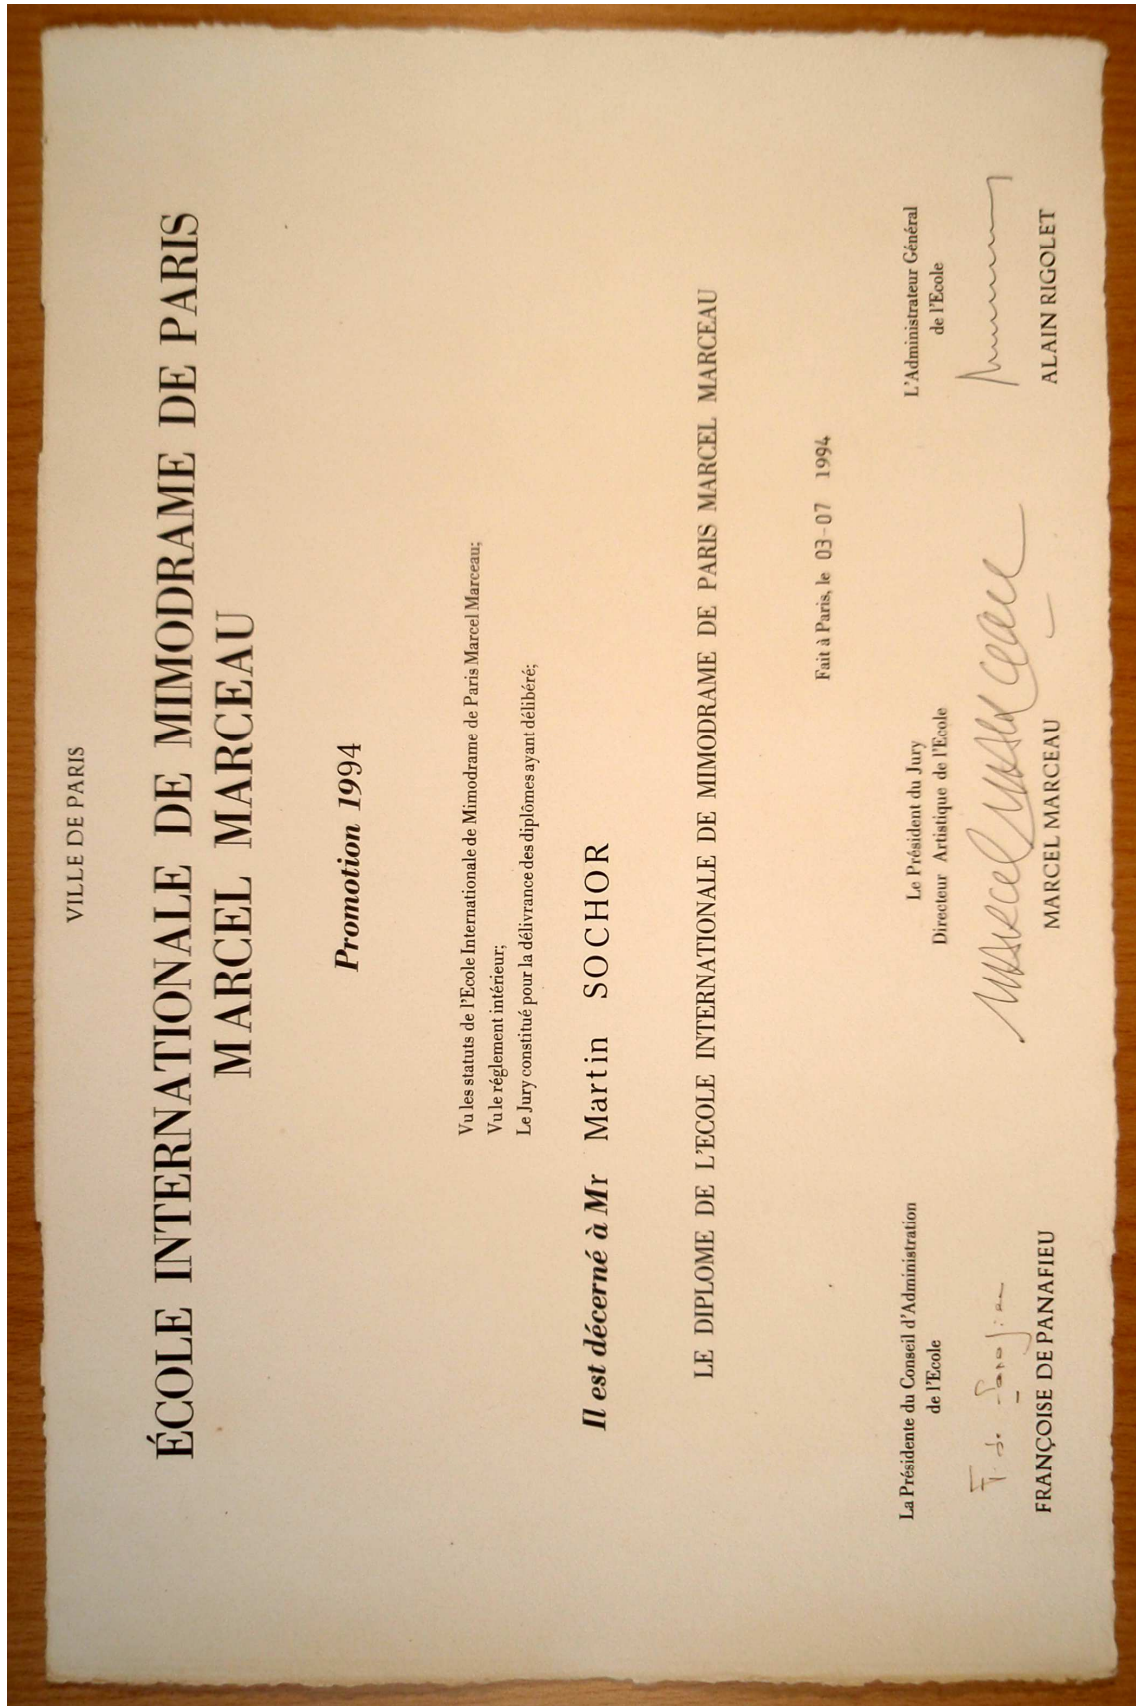 VILLE DE PARIS
ÉCOLE INTERNATIONALE DE MIMODRAME DE PARIS
MARCEL MARCEAU
Promotion 1994
Vu les statuts de l'Ecole Internationale de Mimodrame de Paris Marcel Marceau;
Vu le réglement intérieur;
Le Jury constitué pour la délivrance des diplômes ayant délibéré;
Il est décerné à Mr Martin SOCHOR
LE DIPLOME DE L'ECOLE INTERNATIONALE DE MIMODRAME DE PARIS MARCEL MARCEAU
Fait à Paris, le 03-07 1994
La Présidente du Conseil d'Administration
de l'Ecole
F. de Panafieu
FRANÇOISE DE PANAFIEU
Le Président du Jury
Directeur Artistique de l'Ecole
Marcel Marceau
MARCEL MARCEAU
L'Administrateur Général
de l'Ecole
ALAIN RIGOLET